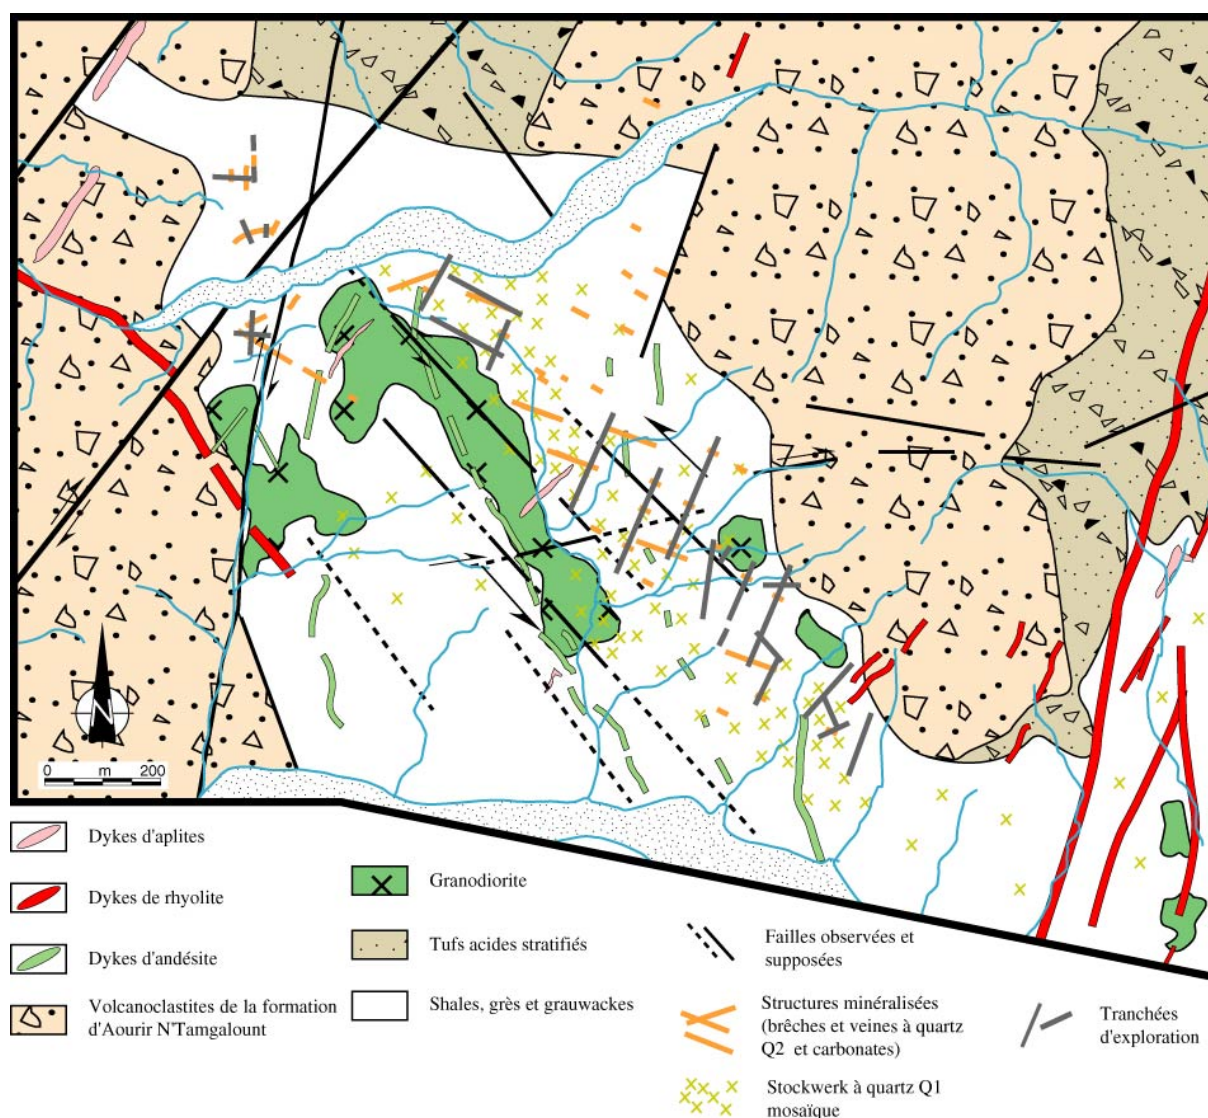 N
0 m 200
Dykes d'aplites
Dykes de rhyolite
Dykes d'andésite
Volcanoclastites de la formation
d'Aourir N'Tamgalount
Granodiorite
Tufs acides stratifiés
Shales, grès et grauwackes
Failles observées et
supposées
Structures minéralisées
(brêches et veines à quartz
Q2 et carbonates)
Stockwerk à quartz Q1
mosaïque
Tranchées
d'exploration